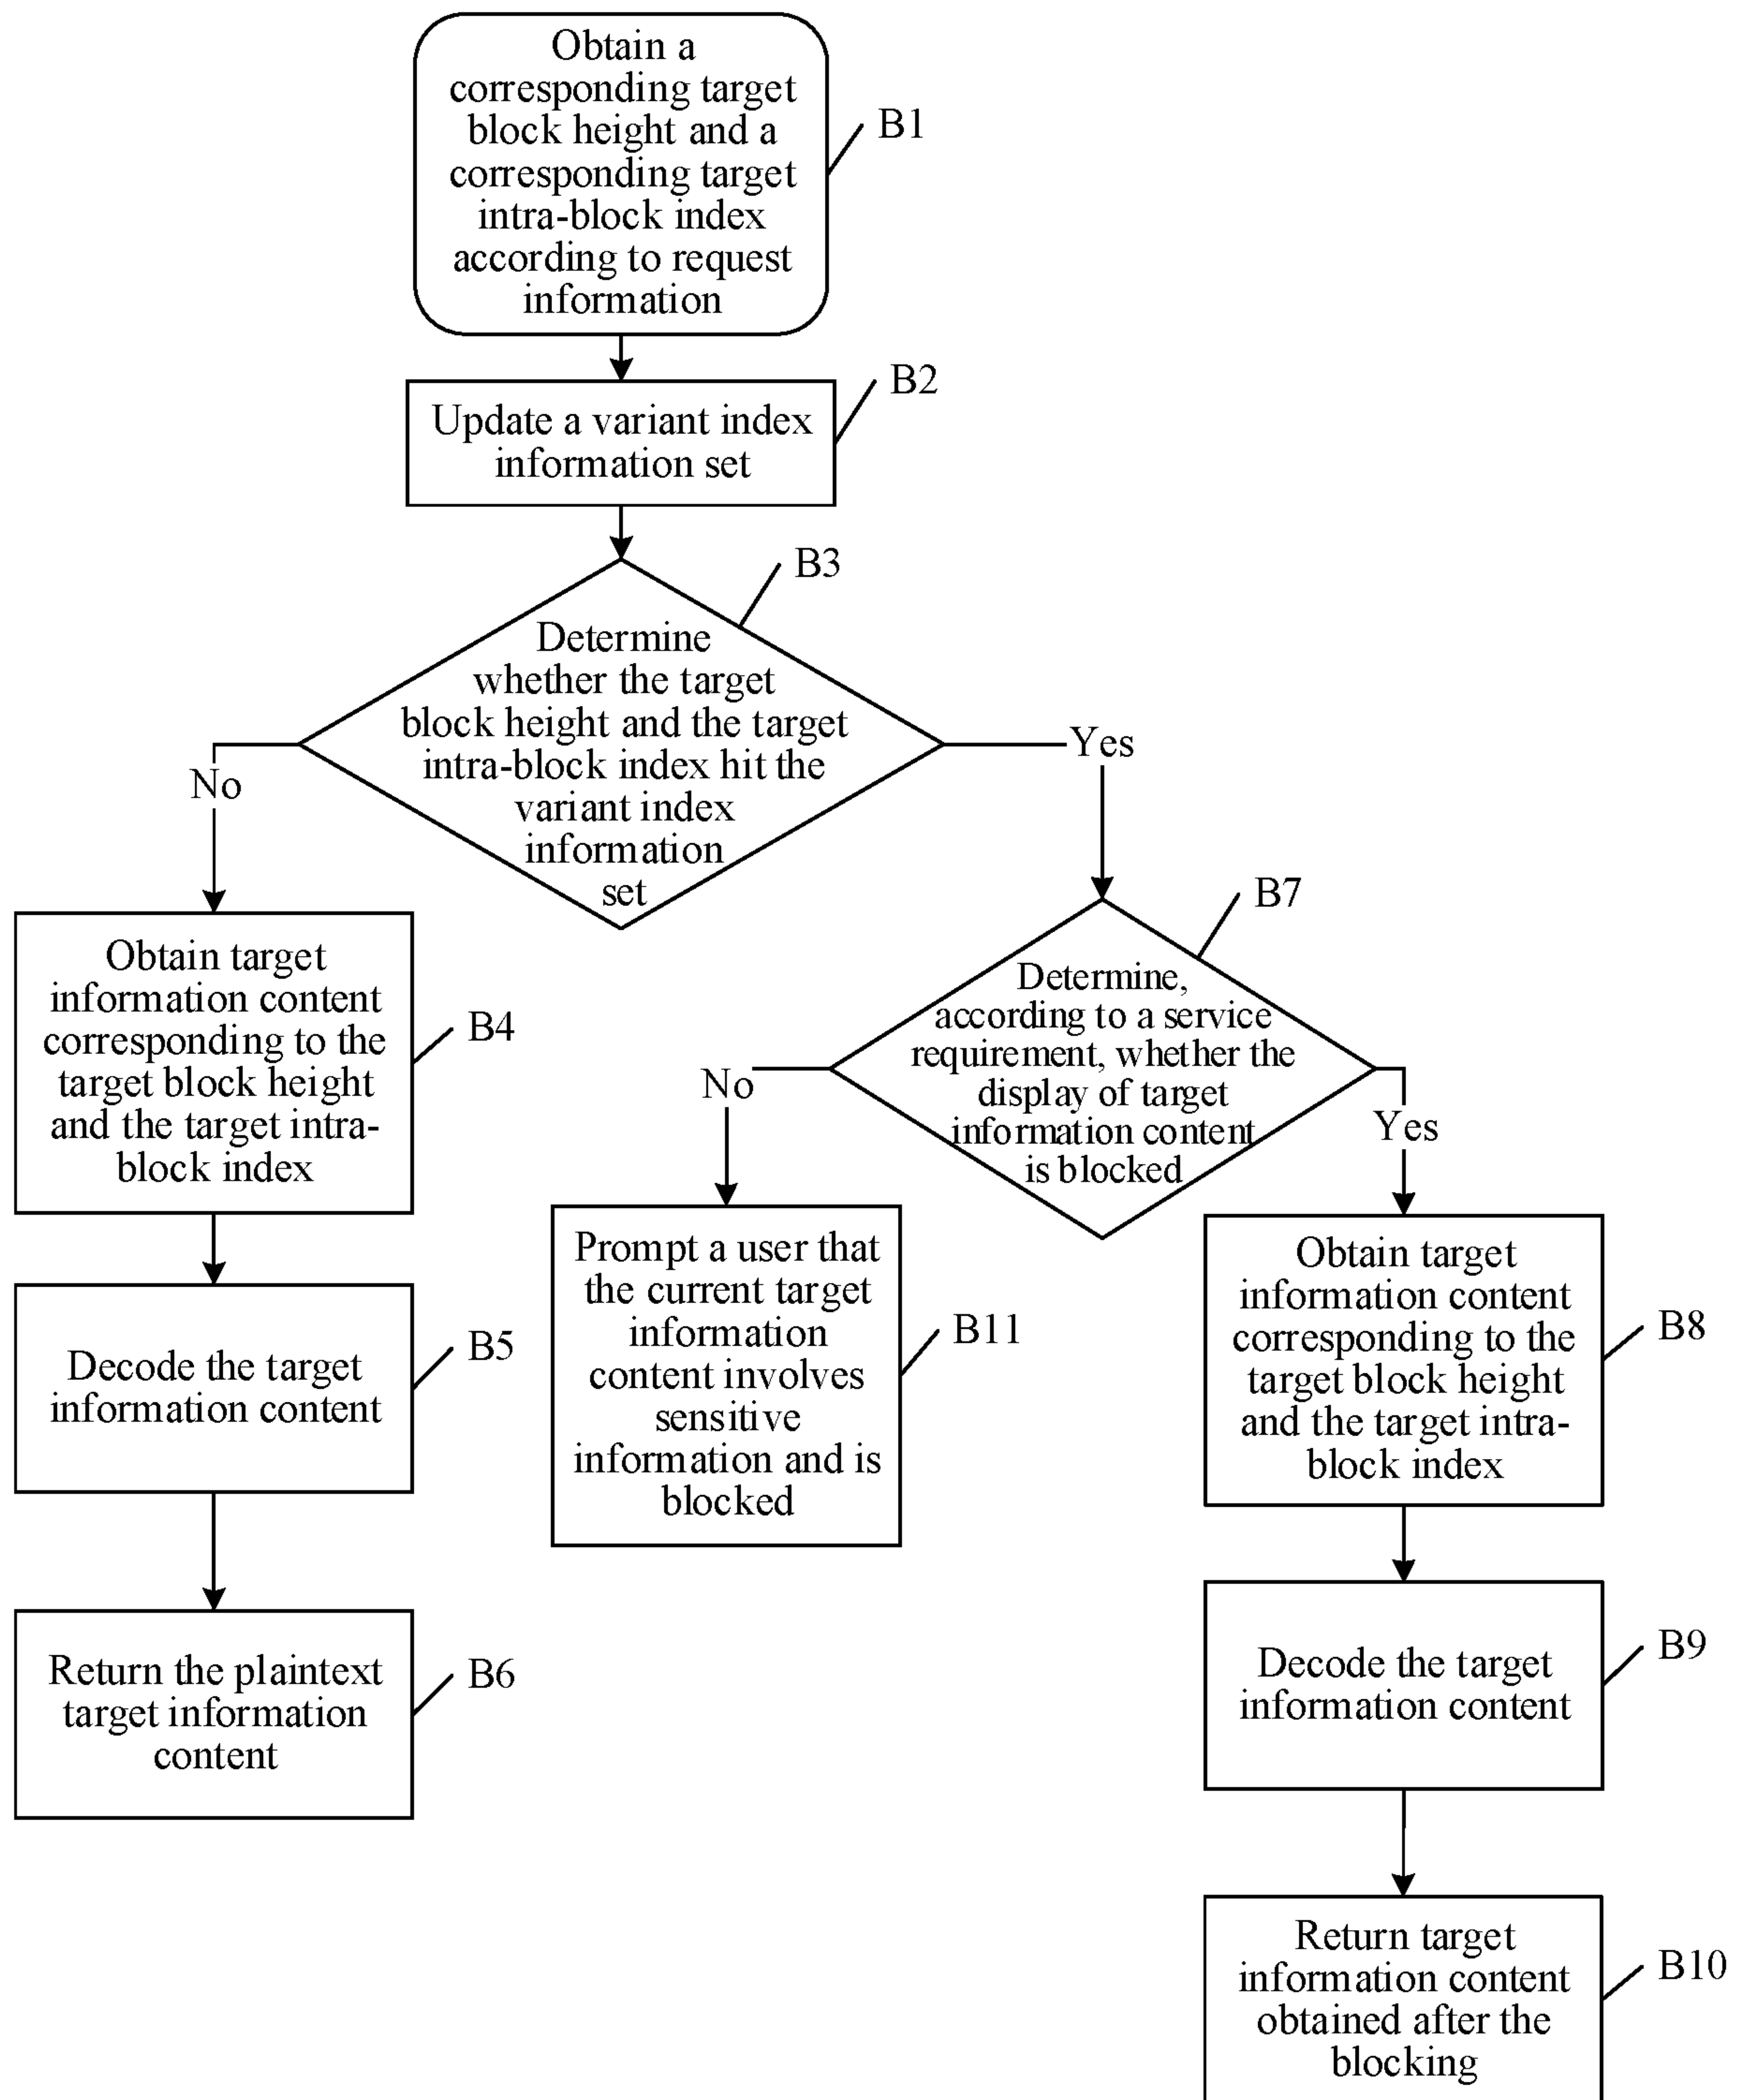 Obtain a
corresponding target
block height and a
corresponding target
intra-block index
according to request
information
B1
Update a variant index
information set
B2
Determine
whether the target
block height and the target
intra-block index hit the
variant index
information
set
B3
No
Yes
Obtain target
information content
corresponding to the
target block height
and the target intra-
block index
B4
Decode the target
information content
B5
Return the plaintext
target information
content
B6
Determine,
according to a service
requirement, whether the
display of target
information content
is blocked
B7
No
Yes
Prompt a user that
the current target
information
content involves
sensitive
information and is
blocked
B11
Obtain target
information content
corresponding to the
target block height
and the target intra-
block index
B8
Decode the target
information content
B9
Return target
information content
obtained after the
blocking
B10